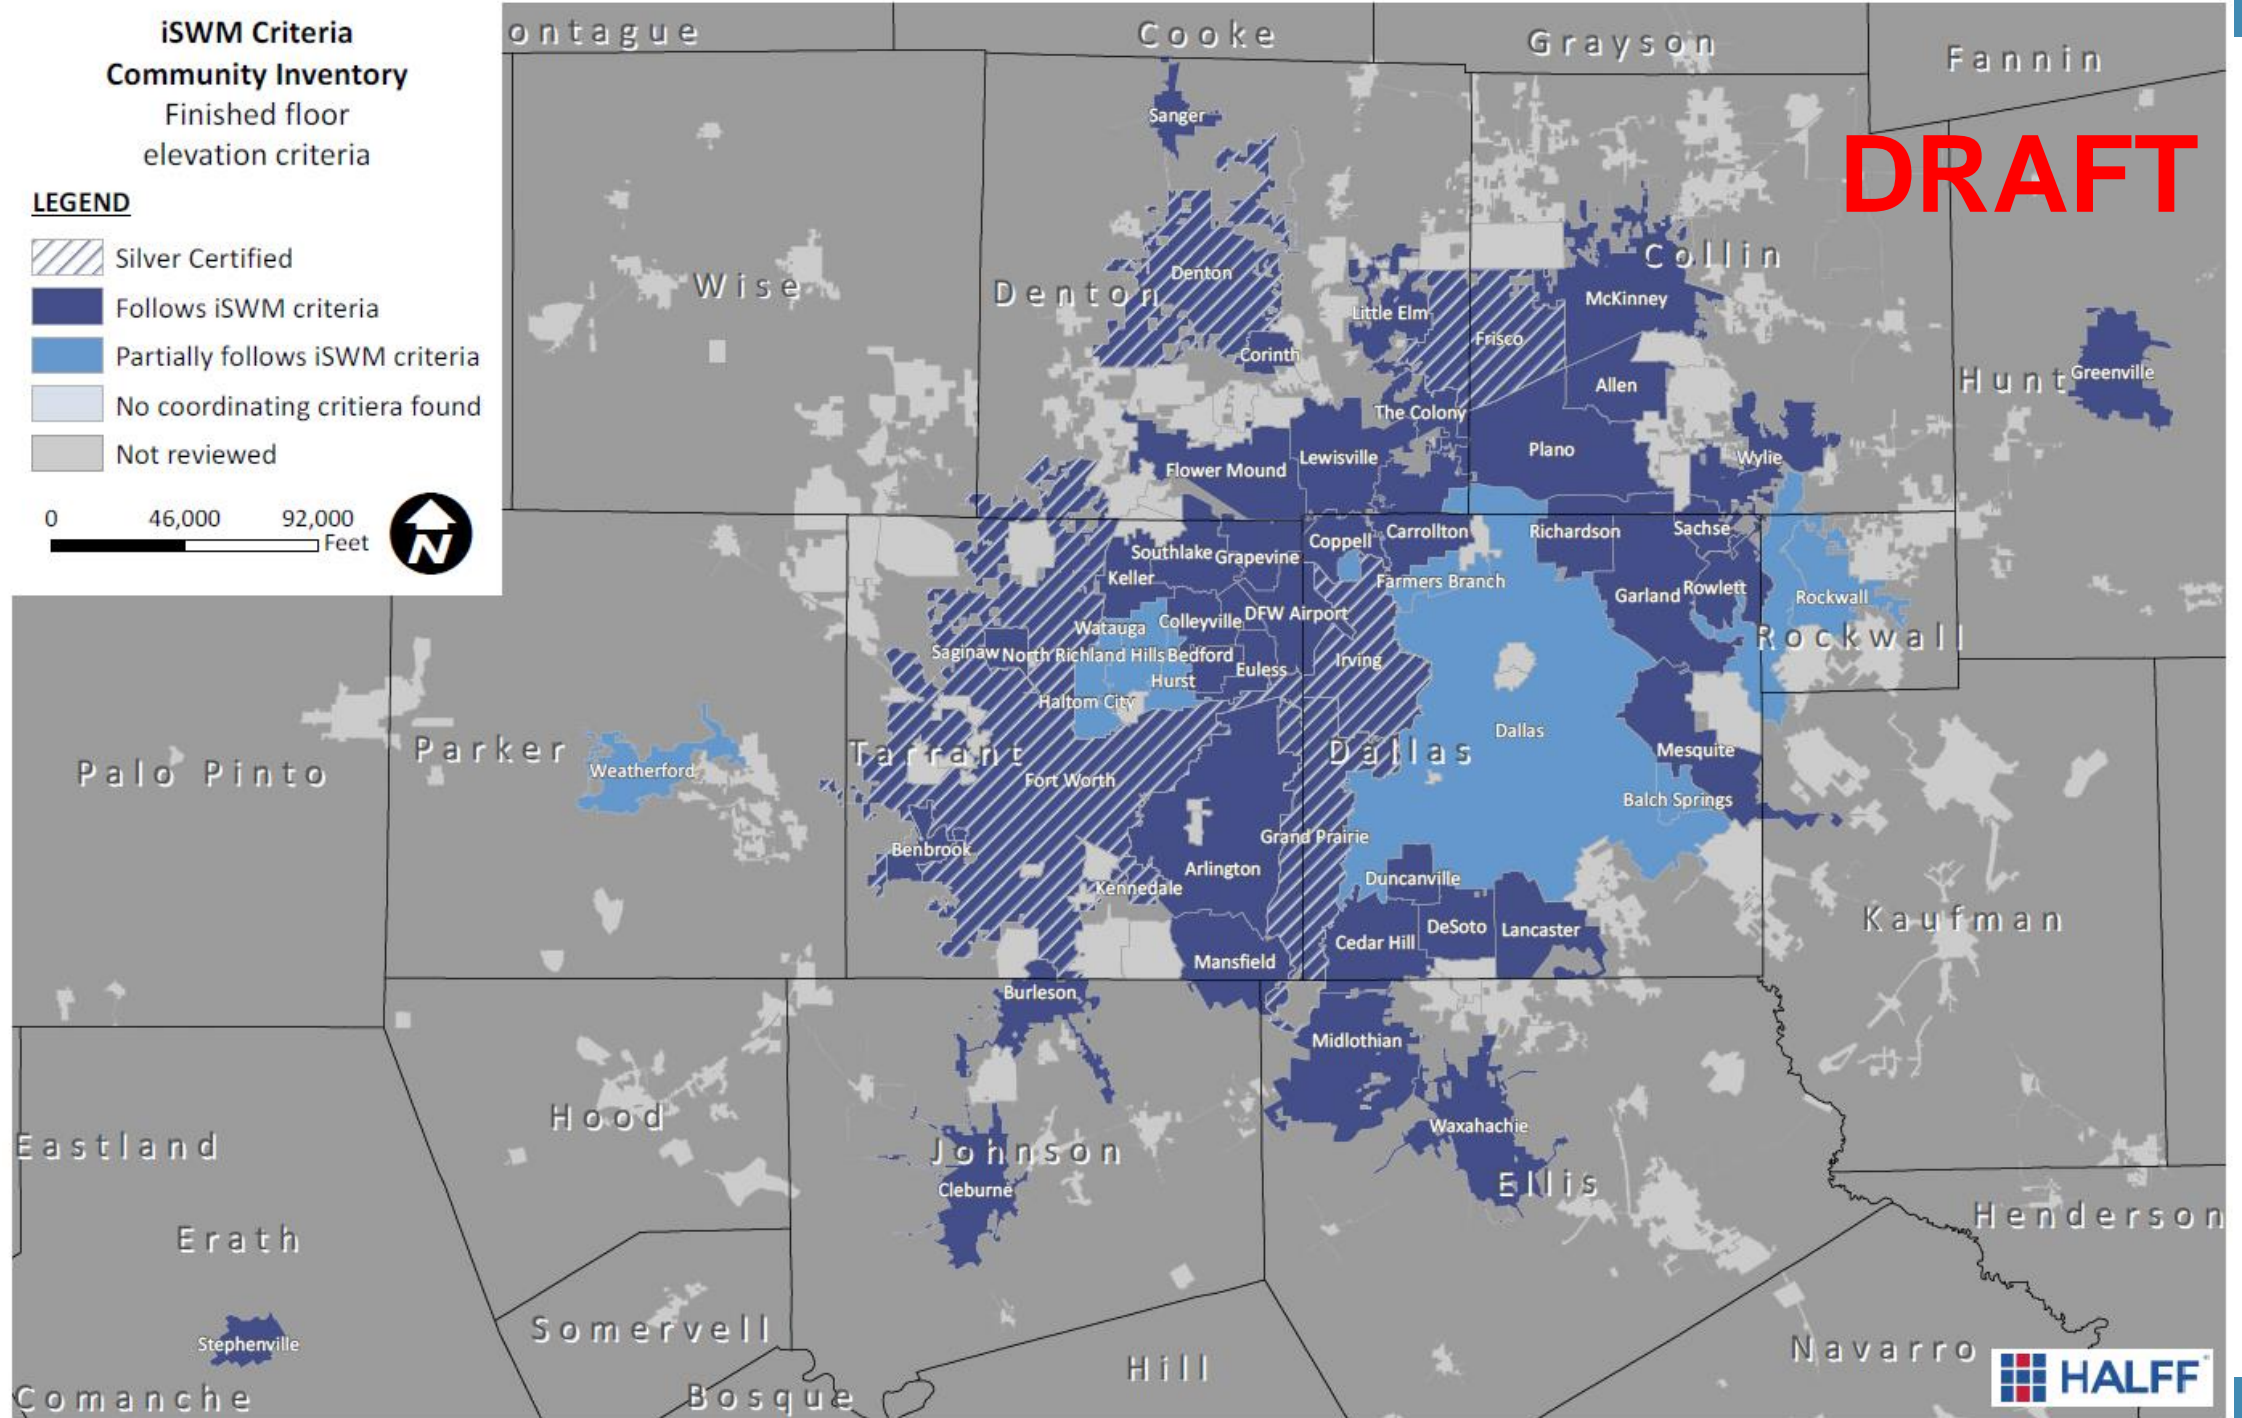 iSWM Criteria
Community Inventory
Finished floor
elevation criteria
LEGEND
Silver Certified
Follows iSWM criteria
Partially follows iSWM criteria
No coordinating critiera found
Not reviewed
0 46,000 92,000
Feet
N
DRAFT
ontague
Cooke
Grayson
Fannin
Sanger
Wise
Denton
Denton
Collin
McKinney
Little Elm
Frisco
Corinth
Allen
Hunt
Greenville
The Colony
Flower Mound
Lewisville
Plano
Wylie
Southlake
Grapevine
Coppell
Carrollton
Richardson
Sachse
Keller
Farmers Branch
Garland
Rowlett
Rockwall
Rockwall
Watauga
Colleyville
DFW Airport
Saginaw
North Richland Hills
Bedford
Euless
Irving
Hurst
Haltom City
Palo Pinto
Parker
Weatherford
Tarrant
Fort Worth
Dallas
Dallas
Mesquite
Balch Springs
Benbrook
Kennedale
Arlington
Grand Prairie
Duncanville
Cedar Hill
DeSoto
Lancaster
Mansfield
Kaufman
Burleson
Midlothian
Waxahachie
Eastland
Hood
Johnson
Cleburne
Ellis
Henderson
Erath
Stephenville
Somervell
Hill
Navarro
Comanche
Bosque
HALFF